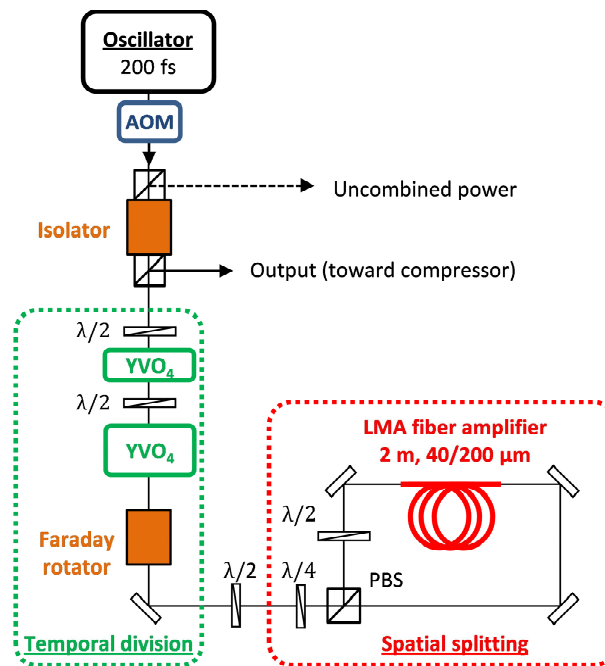 Oscillator
200 fs
AOM
Uncombined power
Isolator
Output (toward compressor)
λ/2
YVO₄
λ/2
YVO₄
LMA fiber amplifier
2 m, 40/200 µm
λ/2
Faraday
rotator
λ/2
λ/4
PBS
Temporal division
Spatial splitting